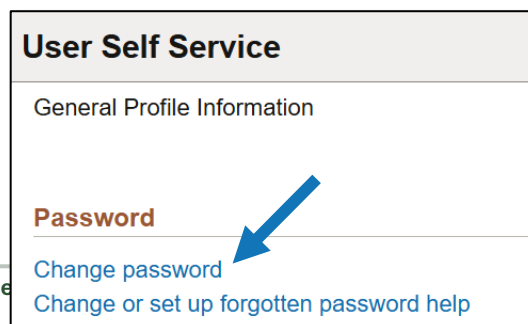 User Self Service
General Profile Information
Password
Change password
e
Change or set up forgotten password help